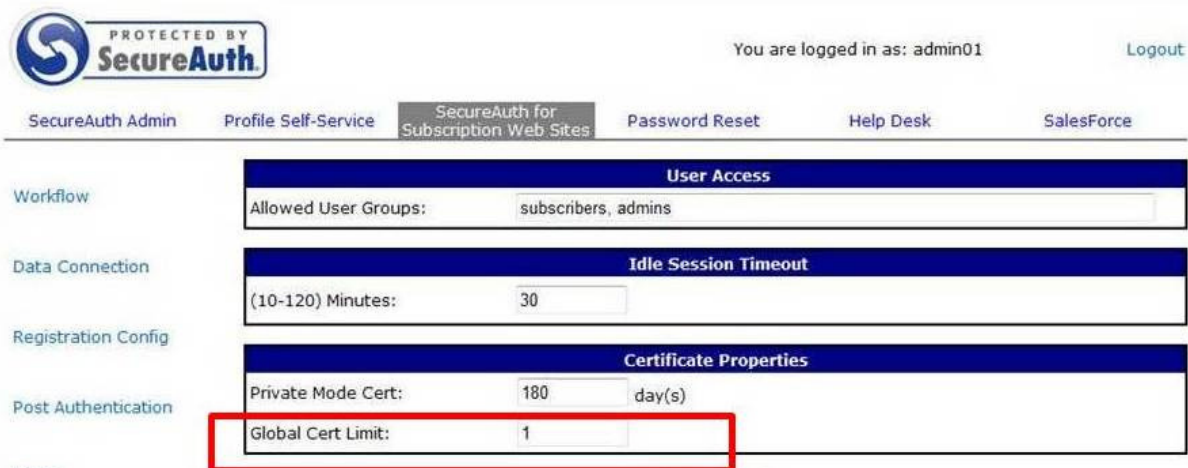 PROTECTED BY
SecureAuth
You are logged in as: admin01
Logout
SecureAuth Admin
Profile Self-Service
SecureAuth for
Subscription Web Sites
Password Reset
Help Desk
SalesForce
Workflow
Data Connection
Registration Config
Post Authentication
User Access
Allowed User Groups: subscribers, admins
Idle Session Timeout
(10-120) Minutes: 30
Certificate Properties
Private Mode Cert: 180 day(s)
Global Cert Limit: 1